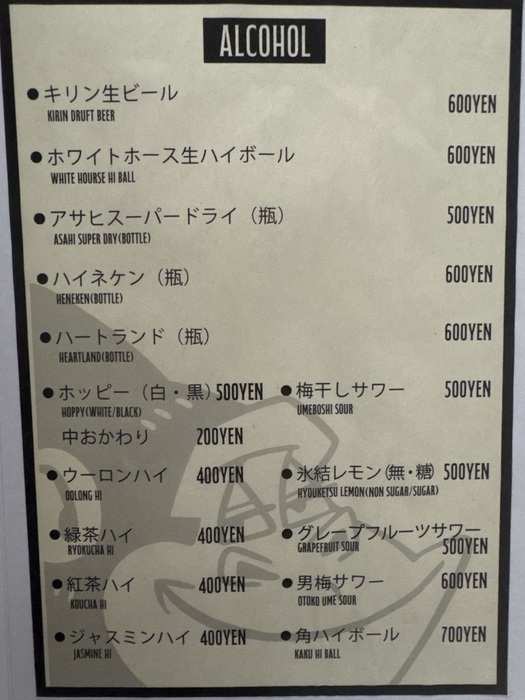 ALCOHOL
●キリン生ビール 600YEN
KIRIN DRUFT BEER
●ホワイトホース生ハイボール 600YEN
WHITE HOURSE HI BALL
●アサヒスーパードライ（瓶） 500YEN
ASAHI SUPER DRY(BOTTLE)
●ハイネケン（瓶） 600YEN
HENEKEN(BOTTLE)
●ハートランド（瓶） 600YEN
HEARTLAND(BOTTLE)
●ホッピー（白・黒）500YEN
HOPPY(WHITE/BLACK)
中おかわり 200YEN
●ウーロンハイ 400YEN
OOLONG HI
●緑茶ハイ 400YEN
RYOKUCHA HI
●紅茶ハイ 400YEN
KOUCHA HI
●ジャスミンハイ 400YEN
JASMINE HI
●梅干しサワー 500YEN
UMEBOSHI SOUR
●氷結レモン（無・糖） 500YEN
HYOUKETSU LEMON(NON SUGAR/SUGAR)
●グレープフルーツサワー
GRAPEFRUIT SOUR 500YEN
●男梅サワー 600YEN
OTOKO UME SOUR
●角ハイボール 700YEN
KAKU HI BALL